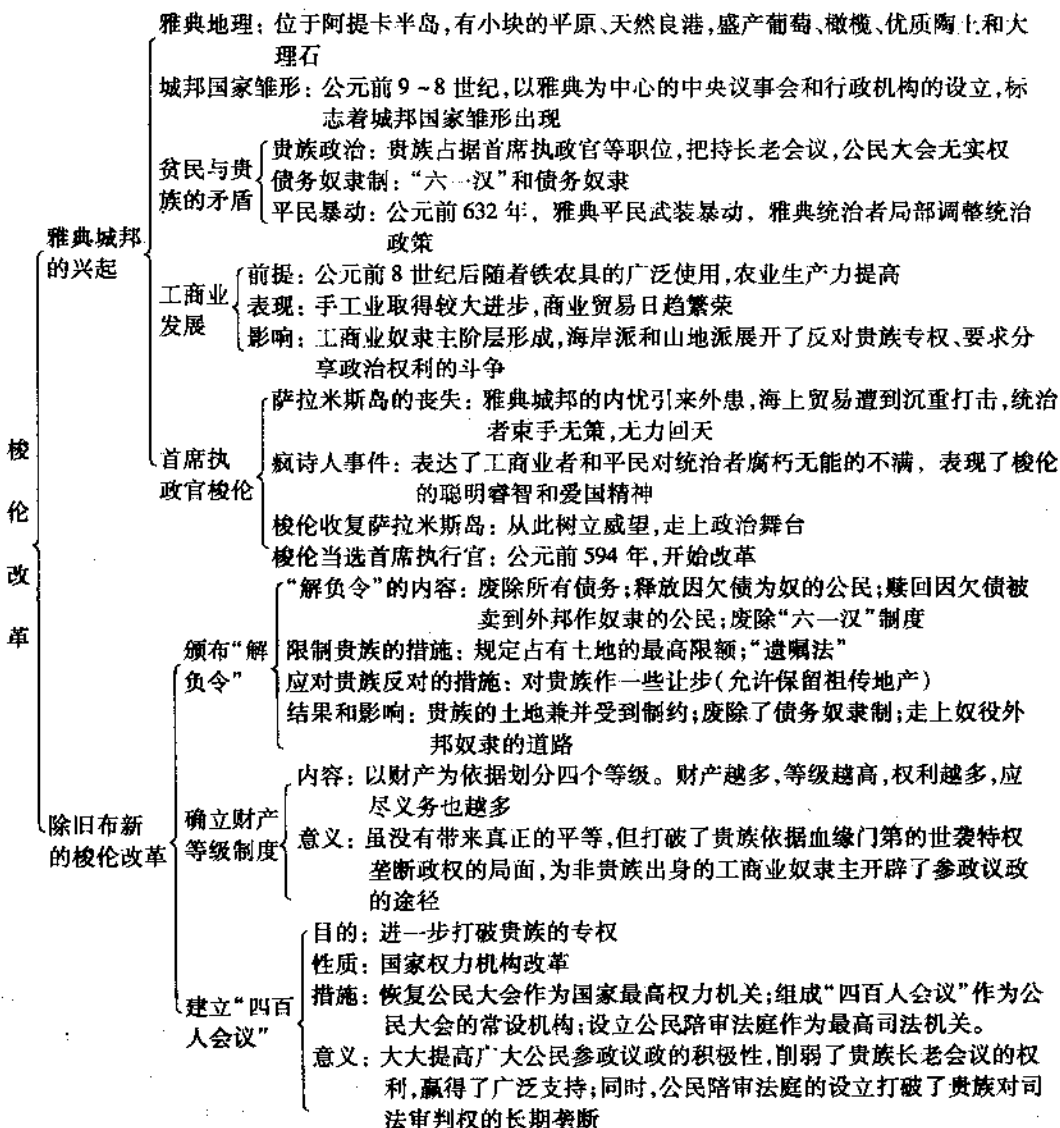 雅典地理：位于阿提卡半岛,有小块的平原、天然良港,盛产葡萄、橄榄、优质陶土和大
理石
城邦国家雏形：公元前9~8世纪,以雅典为中心的中央议事会和行政机构的设立,标
志着城邦国家雏形出现
贫民与贵
族的矛盾
贵族政治：贵族占据首席执政官等职位,把持长老会议,公民大会无实权
债务奴隶制：“六一汉”和债务奴隶
平民暴动：公元前632年，雅典平民武装暴动，雅典统治者局部调整统治
政策
雅典城邦
的兴起
工商业
发展
前提：公元前8世纪后随着铁农具的广泛使用,农业生产力提高
表现：手工业取得较大进步,商业贸易日趋繁荣
影响：工商业奴隶主阶层形成,海岸派和山地派展开了反对贵族专权、要求分
享政治权利的斗争
首席执
政官梭伦
萨拉米斯岛的丧失：雅典城邦的内忧引来外患,海上贸易遭到沉重打击,统治
者束手无策,无力回天
疯诗人事件：表达了工商业者和平民对统治者腐朽无能的不满，表现了梭伦
的聪明睿智和爱国精神
梭伦收复萨拉米斯岛：从此树立威望,走上政治舞台
梭伦当选首席执行官：公元前594年,开始改革
梭伦改革
除旧布新
的梭伦改革
颁布“解
负令”
“解负令”的内容：废除所有债务;释放因欠债为奴的公民;赎回因欠债被
卖到外邦作奴隶的公民;废除“六一汉”制度
限制贵族的措施：规定占有土地的最高限额;“遗嘱法”
应对贵族反对的措施：对贵族作一些让步(允许保留祖传地产)
结果和影响：贵族的土地兼并受到制约;废除了债务奴隶制;走上奴役外
邦奴隶的道路
确立财产
等级制度
内容：以财产为依据划分四个等级。财产越多,等级越高,权利越多,应
尽义务也越多
意义：虽没有带来真正的平等,但打破了贵族依据血缘门第的世袭特权
垄断政权的局面,为非贵族出身的工商业奴隶主开辟了参政议政
的途径
建立“四百
人会议”
目的：进一步打破贵族的专权
性质：国家权力机构改革
措施：恢复公民大会作为国家最高权力机关;组成“四百人会议”作为公
民大会的常设机构;设立公民陪审法庭作为最高司法机关。
意义：大大提高广大公民参政议政的积极性,削弱了贵族长老会议的权
利,赢得了广泛支持;同时,公民陪审法庭的设立打破了贵族对司
法审判权的长期垄断